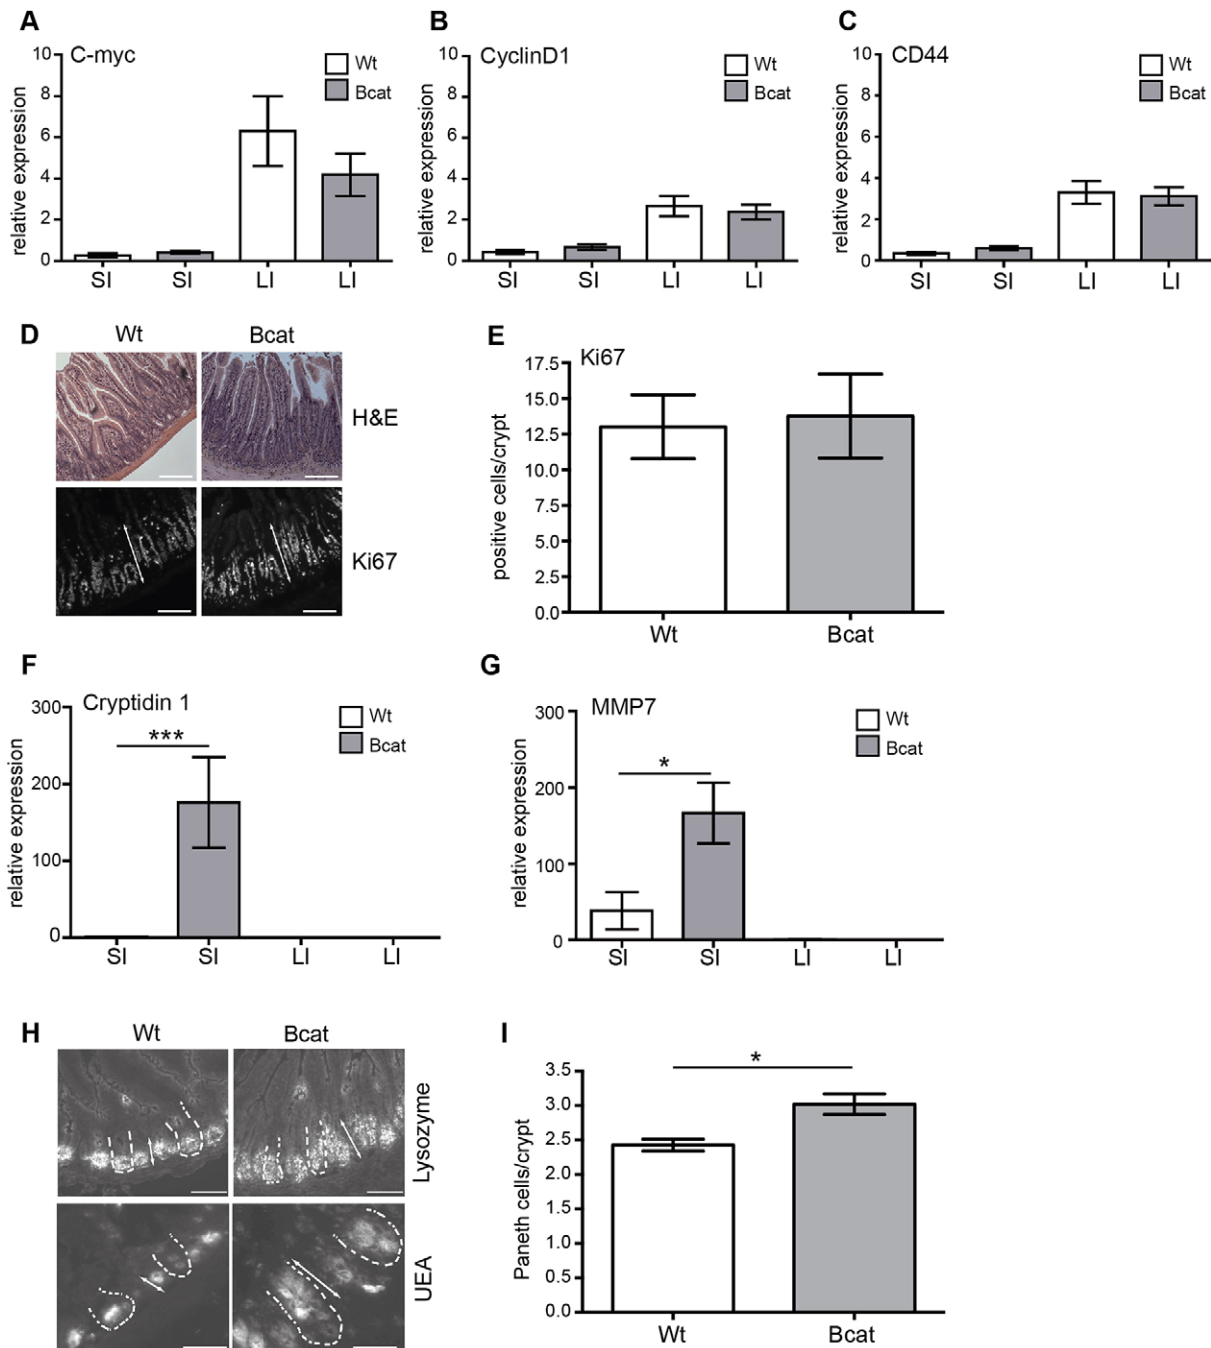 A
C-myc
10
8
6
4
2
0
relative expression
Wt
Bcat
SI
SI
LI
LI
B
CyclinD1
10
8
6
4
2
0
relative expression
Wt
Bcat
SI
SI
LI
LI
C
CD44
10
8
6
4
2
0
relative expression
Wt
Bcat
SI
SI
LI
LI
D
Wt
Bcat
H&E
Ki67
E
Ki67
17.5
15.0
12.5
10.0
7.5
5.0
2.5
0.0
positive cells/crypt
Wt
Bcat
F
Cryptidin 1
300
200
100
0
relative expression
***
Wt
Bcat
SI
SI
LI
LI
G
MMP7
300
200
100
0
relative expression
*
Wt
Bcat
SI
SI
LI
LI
H
Wt
Bcat
Lysozyme
UEA
I
*
3.5
3.0
2.5
2.0
1.5
1.0
0.5
0.0
Paneth cells/crypt
Wt
Bcat